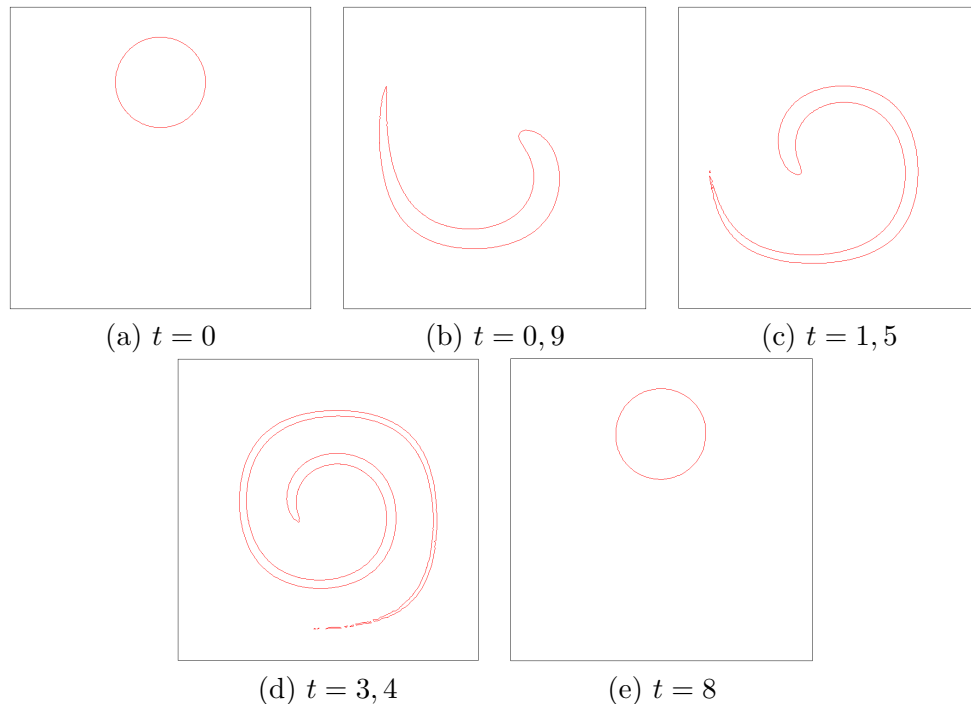 (a) t = 0
(b) t = 0, 9
(c) t = 1, 5
(d) t = 3, 4
(e) t = 8